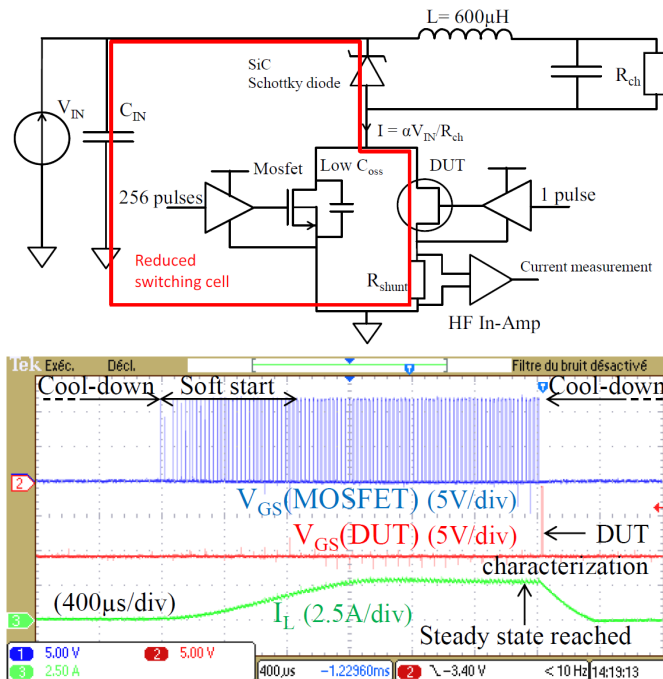 L= 600µH
SiC
Schottky diode
R_ch
V_IN
C_IN
I = αV_IN/R_ch
Mosfet
Low C_oss
DUT
256 pulses
1 pulse
Reduced
switching cell
R_shunt
Current measurement
HF In-Amp
Tek Exéc. Décl. Filtre du bruit désactivé
Cool-down Soft start Cool-down
2
V_GS(MOSFET) (5V/div)
V_GS(DUT) (5V/div) DUT
characterization
(400µs/div) I_L (2.5A/div)
3
Steady state reached
1 5.00 V 2 5.00 V
3 2.50 A 400µs -1.22960ms 2 -3.40 V < 10 Hz 14:19:13